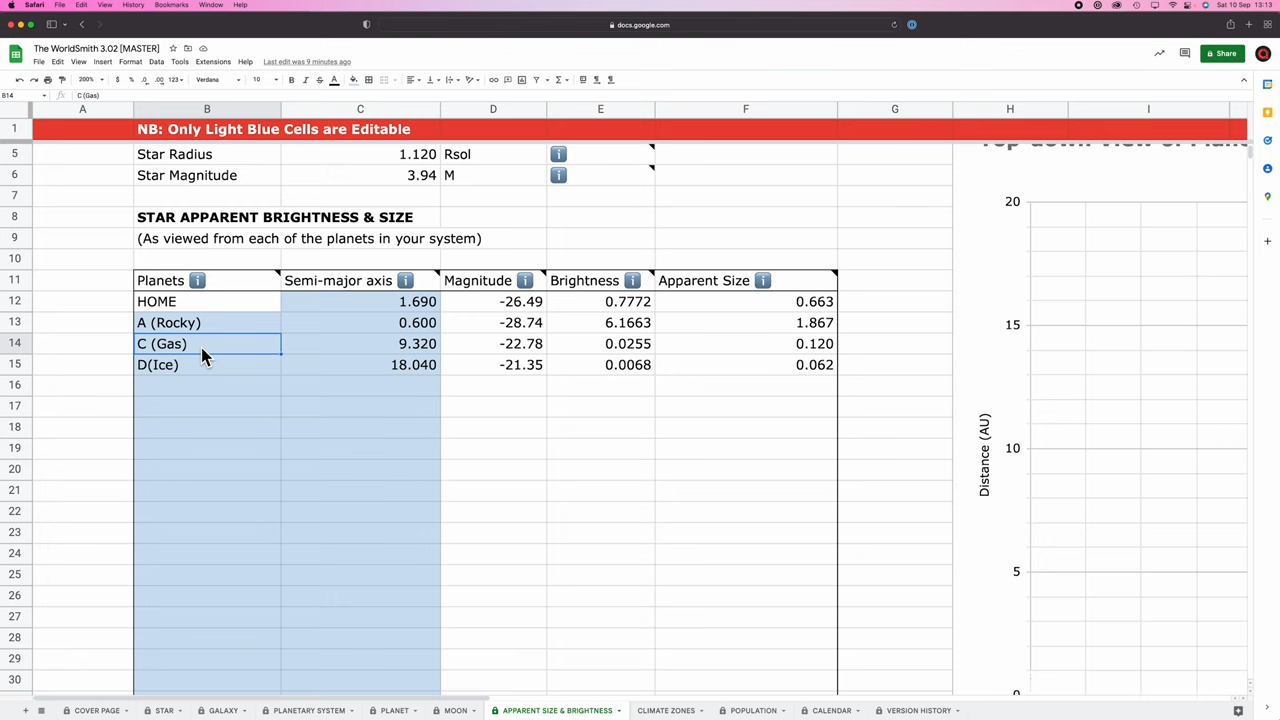 Safari File Edit View History Bookmarks Window Help Sat 10 Sep 13:13
docs.google.com
The WorldSmith 3.02 [MASTER]
File Edit View Insert Format Data Tools Extensions Help Last edit was 9 minutes ago
Share
200% $ % .0 .00 123 Verdana 10 B I S A
B14 fx C (Gas)
A B C D E F G H I
1 NB: Only Light Blue Cells are Editable
5 Star Radius 1.120 Rsol
6 Star Magnitude 3.94 M
7
8 STAR APPARENT BRIGHTNESS & SIZE
9 (As viewed from each of the planets in your system)
10
11 Planets Semi-major axis Magnitude Brightness Apparent Size
12 HOME 1.690 -26.49 0.7772 0.663
13 A (Rocky) 0.600 -28.74 6.1663 1.867
14 C (Gas) 9.320 -22.78 0.0255 0.120
15 D(Ice) 18.040 -21.35 0.0068 0.062
16
17
18
19
20
21
22
23
24
25
26
27
28
29
30
20
15
10
5
0
Distance (AU)
COVER PAGE STAR GALAXY PLANETARY SYSTEM PLANET MOON APPARENT SIZE & BRIGHTNESS CLIMATE ZONES POPULATION CALENDAR VERSION HISTORY